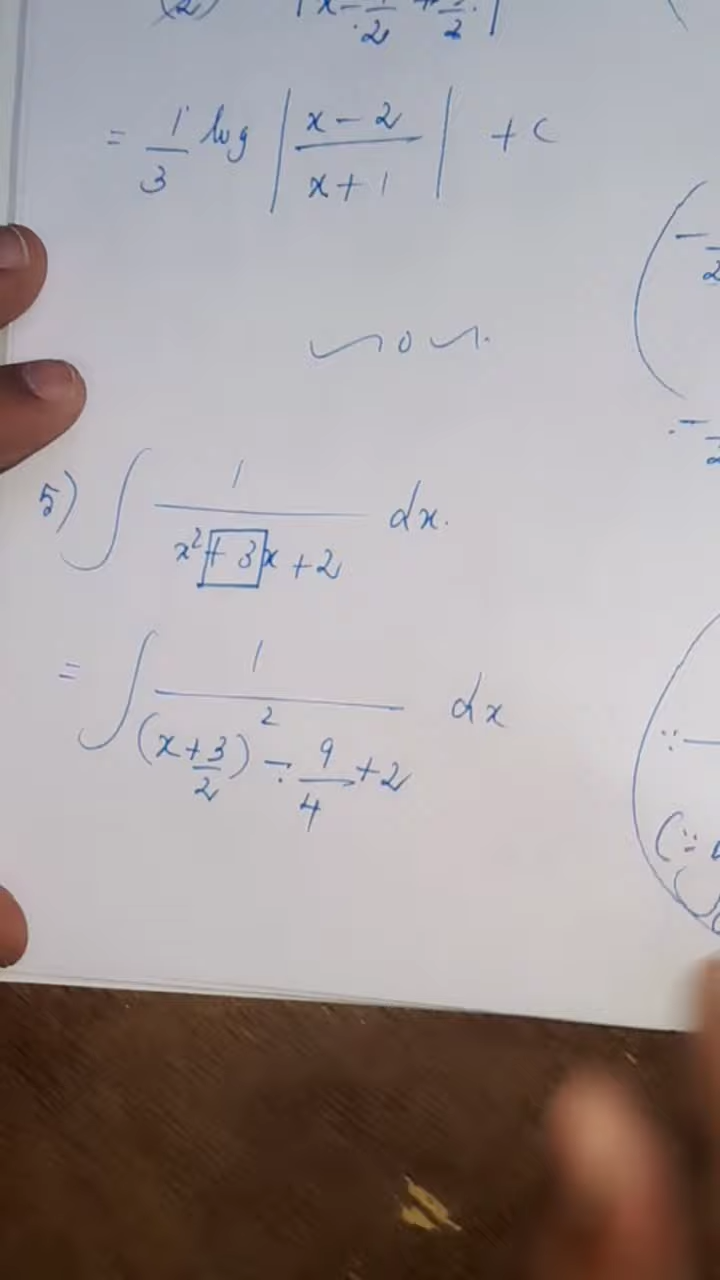 = 1/3 log | x - 2 / x + 1 | + C
5) ∫ 1 / x² + 3x + 2 dx.
= ∫ 1 / (x + 3/2)² - 9/4 + 2 dx